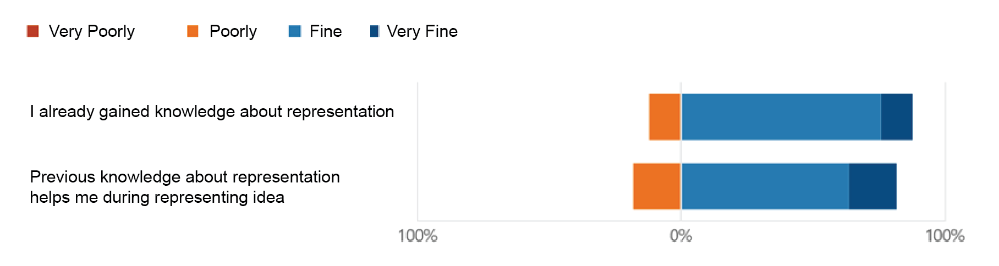 Very Poorly Poorly Fine Very Fine
I already gained knowledge about representation
Previous knowledge about representation
helps me during representing idea
100% 0% 100%